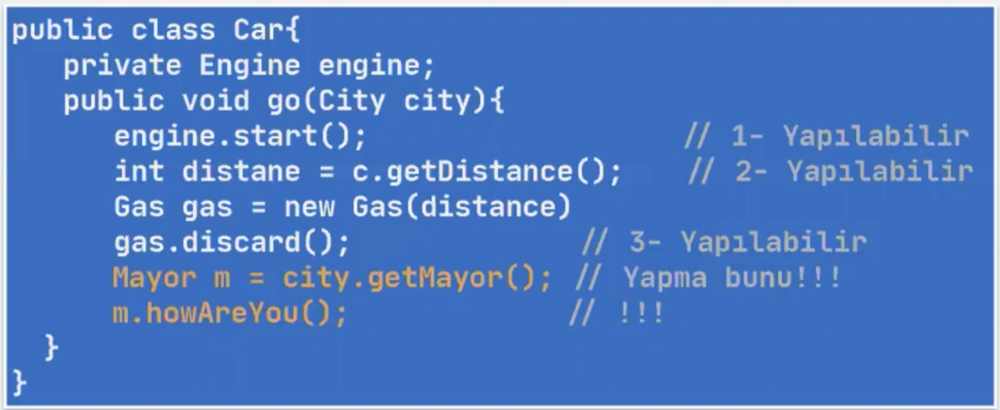 public class Car{
private Engine engine;
public void go(City city){
engine.start(); // 1- Yapılabilir
int distane = c.getDistance(); // 2- Yapılabilir
Gas gas = new Gas(distance)
gas.discard(); // 3- Yapılabilir
Mayor m = city.getMayor(); // Yapma bunu!!!
m.howAreYou(); // !!!
}
}